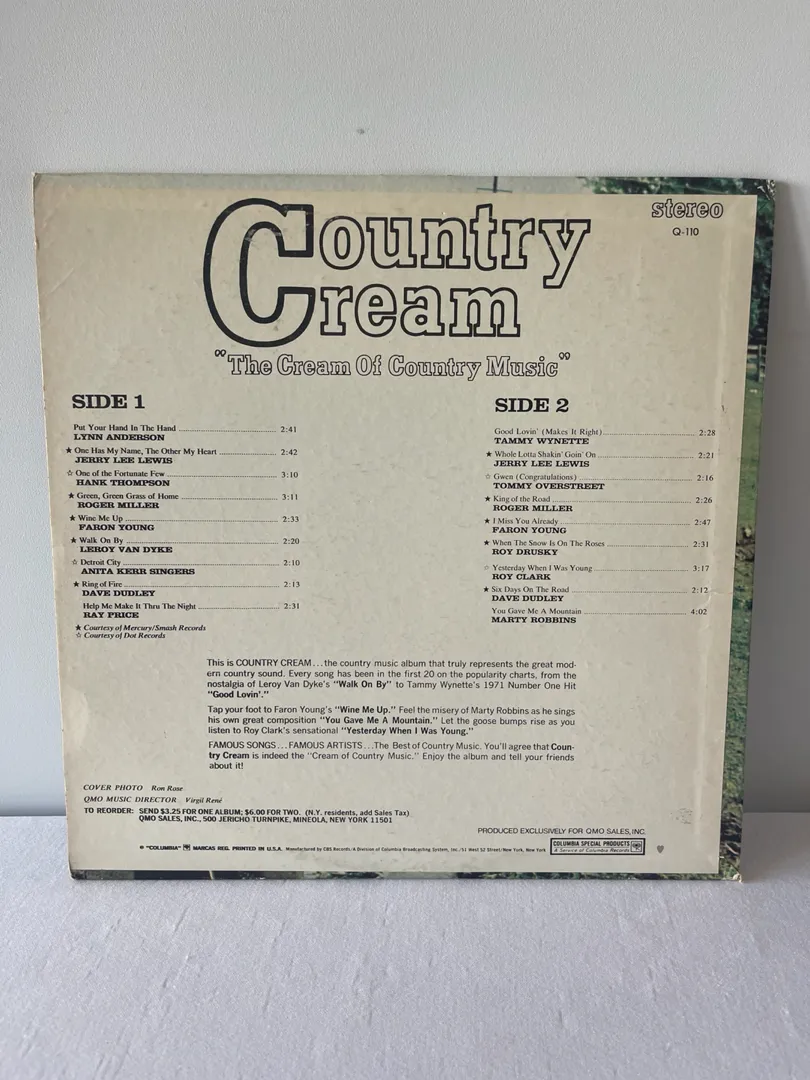 Country
Cream
stereo
Q-110
"The Cream Of Country Music"
SIDE 1
Put Your Hand In The Hand 2:41
LYNN ANDERSON
★ One Has My Name, The Other My Heart 2:42
JERRY LEE LEWIS
☆ One of the Fortunate Few 3:10
HANK THOMPSON
★ Green, Green Grass of Home 3:11
ROGER MILLER
★ Wine Me Up 2:33
FARON YOUNG
★ Walk On By 2:20
LEROY VAN DYKE
☆ Detroit City 2:10
ANITA KERR SINGERS
★ Ring of Fire 2:13
DAVE DUDLEY
Help Me Make It Thru The Night 2:31
RAY PRICE
★ Courtesy of Mercury/Smash Records
☆ Courtesy of Dot Records
SIDE 2
Good Lovin' (Makes It Right) 2:28
TAMMY WYNETTE
★ Whole Lotta Shakin' Goin' On 2:21
JERRY LEE LEWIS
☆ Gwen (Congratulations) 2:16
TOMMY OVERSTREET
★ King of the Road 2:26
ROGER MILLER
★ I Miss You Already 2:47
FARON YOUNG
★ When The Snow Is On The Roses 2:31
ROY DRUSKY
☆ Yesterday When I Was Young 3:17
ROY CLARK
★ Six Days On The Road 2:12
DAVE DUDLEY
You Gave Me A Mountain 4:02
MARTY ROBBINS
This is COUNTRY CREAM...the country music album that truly represents the great mod-
ern country sound. Every song has been in the first 20 on the popularity charts, from the
nostalgia of Leroy Van Dyke's "Walk On By" to Tammy Wynette's 1971 Number One Hit
"Good Lovin'."
Tap your foot to Faron Young's "Wine Me Up." Feel the misery of Marty Robbins as he sings
his own great composition "You Gave Me A Mountain." Let the goose bumps rise as you
listen to Roy Clark's sensational "Yesterday When I Was Young."
FAMOUS SONGS...FAMOUS ARTISTS...The Best of Country Music. You'll agree that Coun-
try Cream is indeed the "Cream of Country Music." Enjoy the album and tell your friends
about it!
COVER PHOTO Ron Rose
QMO MUSIC DIRECTOR Virgil René
TO REORDER: SEND $3.25 FOR ONE ALBUM; $6.00 FOR TWO. (N.Y. residents, add Sales Tax)
QMO SALES, INC., 500 JERICHO TURNPIKE, MINEOLA, NEW YORK 11501
PRODUCED EXCLUSIVELY FOR QMO SALES, INC.
® "COLUMBIA" MARCAS REG. PRINTED IN U.S.A. Manufactured by CBS Records/A Division of Columbia Broadcasting System, Inc./51 West 52 Street/New York, New York
COLUMBIA SPECIAL PRODUCTS
A Service of Columbia Records